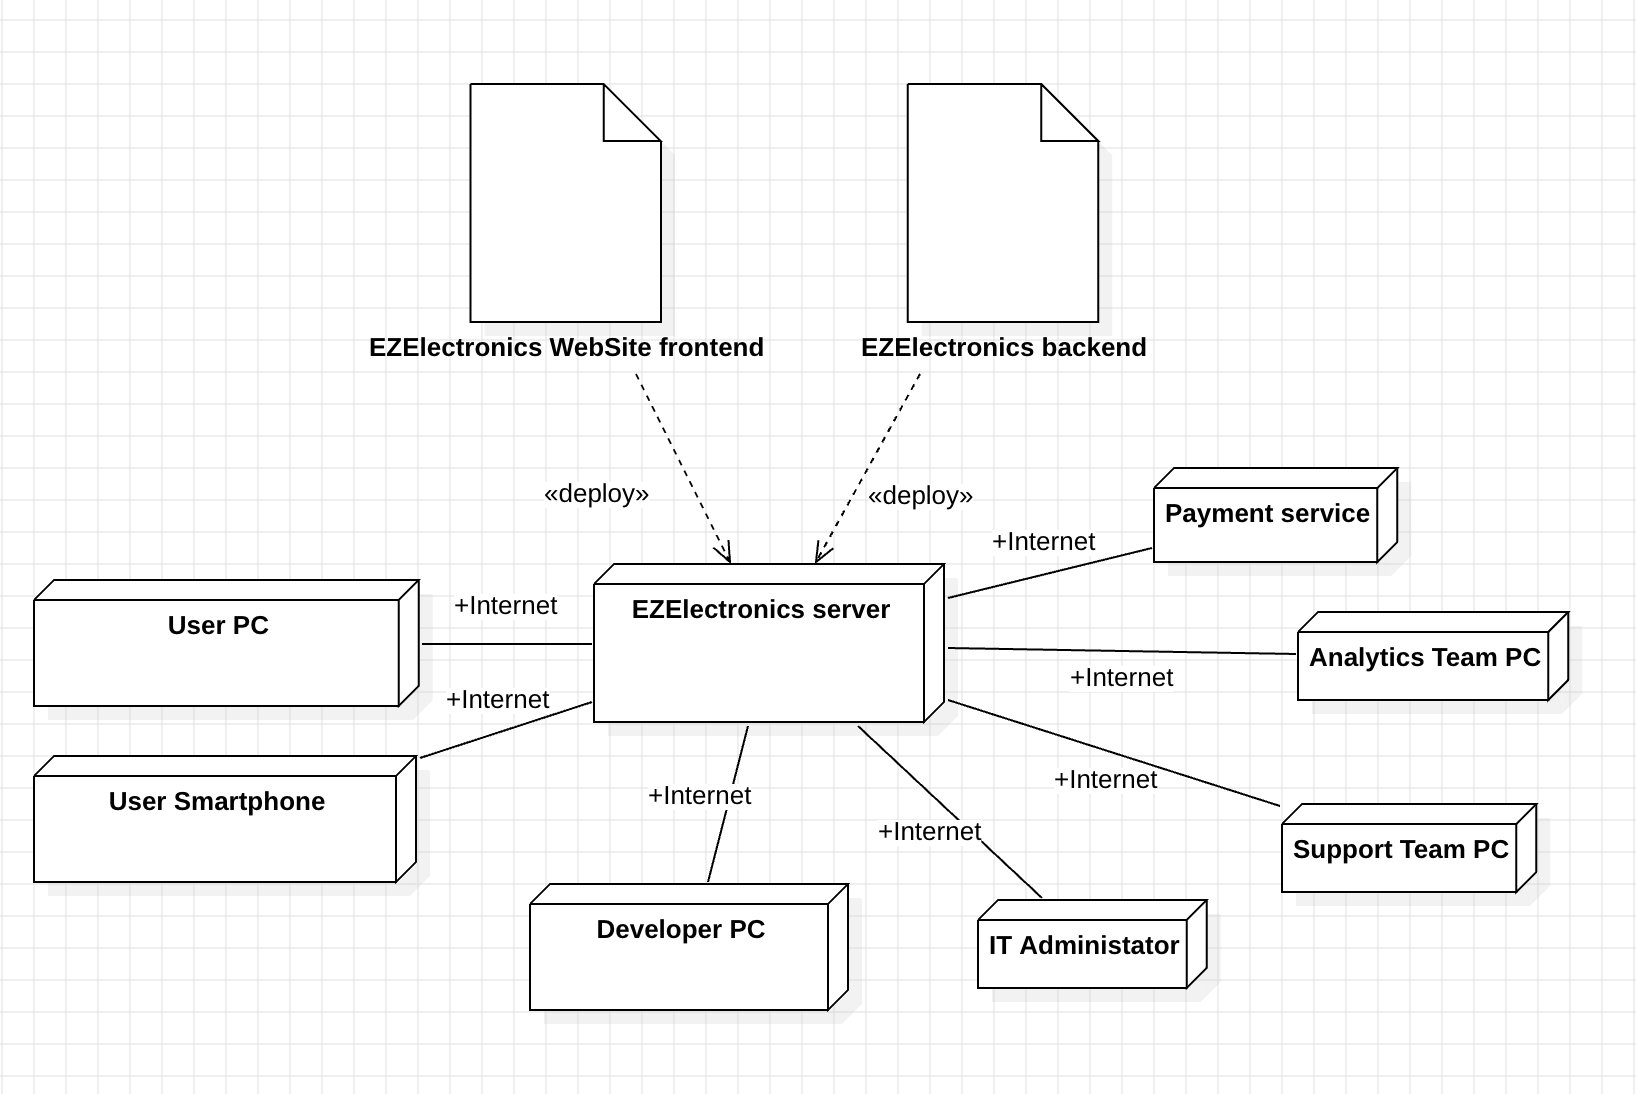 EZElectronics WebSite frontend
EZElectronics backend
«deploy»
«deploy»
Payment service
+Internet
User PC
+Internet
EZElectronics server
Analytics Team PC
+Internet
+Internet
User Smartphone
+Internet
+Internet
+Internet
Support Team PC
Developer PC
IT Administator